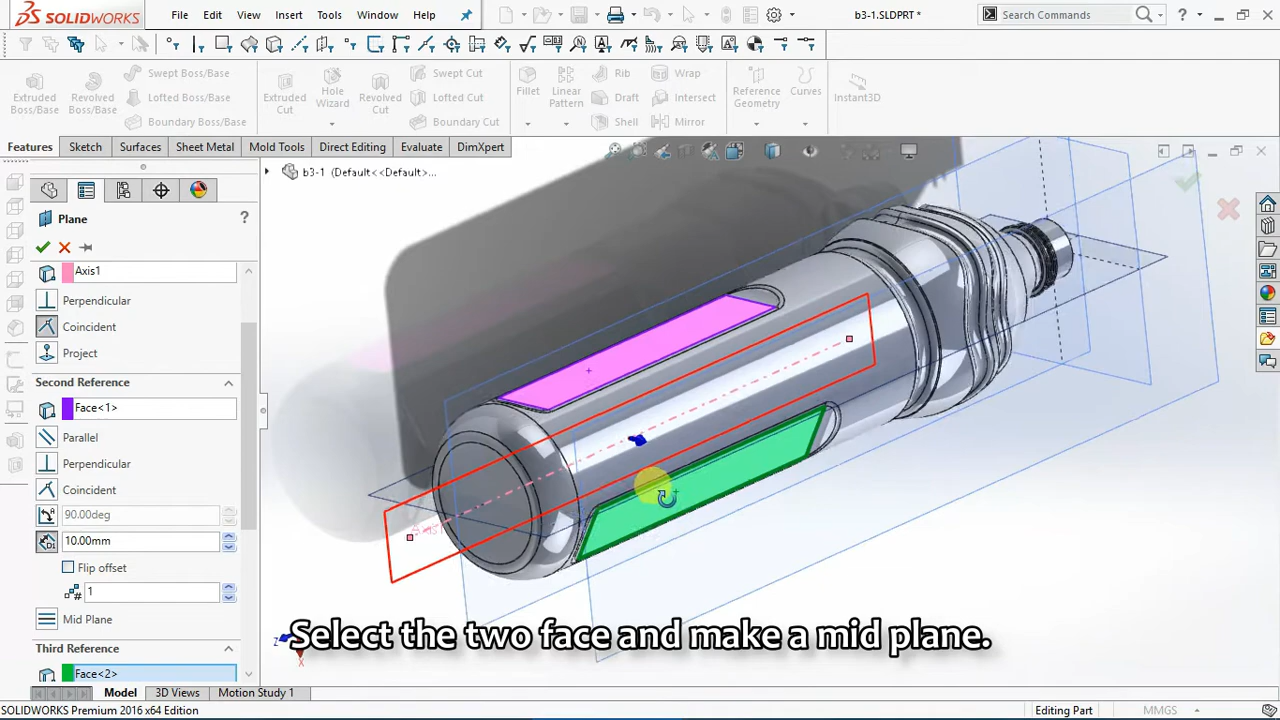 SOLIDWORKS
File Edit View Insert Tools Window Help
b3-1.SLDPRT *
Search Commands
Extruded Boss/Base
Revolved Boss/Base
Swept Boss/Base
Lofted Boss/Base
Boundary Boss/Base
Extruded Cut
Hole Wizard
Revolved Cut
Swept Cut
Lofted Cut
Boundary Cut
Fillet
Linear Pattern
Rib
Draft
Shell
Wrap
Intersect
Mirror
Reference Geometry
Curves
Instant3D
Features Sketch Surfaces Sheet Metal Mold Tools Direct Editing Evaluate DimXpert
b3-1 (Default<<Default>...
Plane
?
Axis1
Perpendicular
Coincident
Project
Second Reference
Face<1>
Parallel
Perpendicular
Coincident
90.00deg
10.00mm
Flip offset
1
Mid Plane
Third Reference
Face<2>
Axis1
Z
X
Select the two face and make a mid plane.
Model 3D Views Motion Study 1
SOLIDWORKS Premium 2016 x64 Edition
Editing Part
MMGS